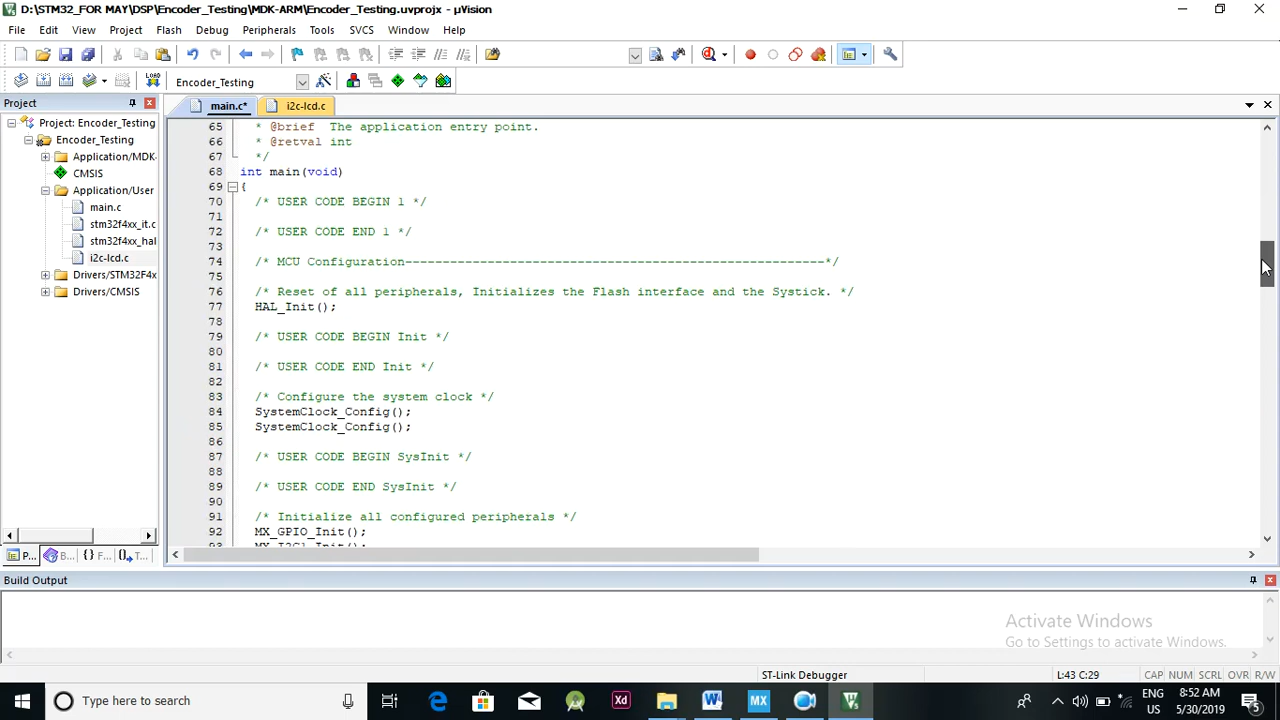 D:\STM32_FOR MAY\DSP\Encoder_Testing\MDK-ARM\Encoder_Testing.uvprojx - µVision
File Edit View Project Flash Debug Peripherals Tools SVCS Window Help
LOAD Encoder_Testing
Project
main.c* i2c-lcd.c
Project: Encoder_Testing
Encoder_Testing
Application/MDK-
CMSIS
Application/User
main.c
stm32f4xx_it.c
stm32f4xx_hal
i2c-lcd.c
Drivers/STM32F4x
Drivers/CMSIS
65 * @brief The application entry point.
66 * @retval int
67 */
68 int main(void)
69 {
70 /* USER CODE BEGIN 1 */
71
72 /* USER CODE END 1 */
73
74 /* MCU Configuration--------------------------------------------------------*/
75
76 /* Reset of all peripherals, Initializes the Flash interface and the Systick. */
77 HAL_Init();
78
79 /* USER CODE BEGIN Init */
80
81 /* USER CODE END Init */
82
83 /* Configure the system clock */
84 SystemClock_Config();
85 SystemClock_Config();
86
87 /* USER CODE BEGIN SysInit */
88
89 /* USER CODE END SysInit */
90
91 /* Initialize all configured peripherals */
92 MX_GPIO_Init();
93 MX_I2C1_Init();
P... B... {} F... T...
Build Output
Activate Windows
Go to Settings to activate Windows.
ST-Link Debugger L:43 C:29 CAP NUM SCRL OVR R/W
Type here to search
Xd
W
MX
ENG
US
8:52 AM
5/30/2019
5